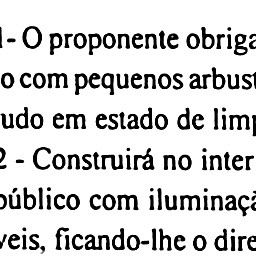 1- O proponente obriga
o com pequenos arbust
udo em estado de limp
2 - Construirá no inter
público com iluminaçã
veis, ficando-lhe o dire